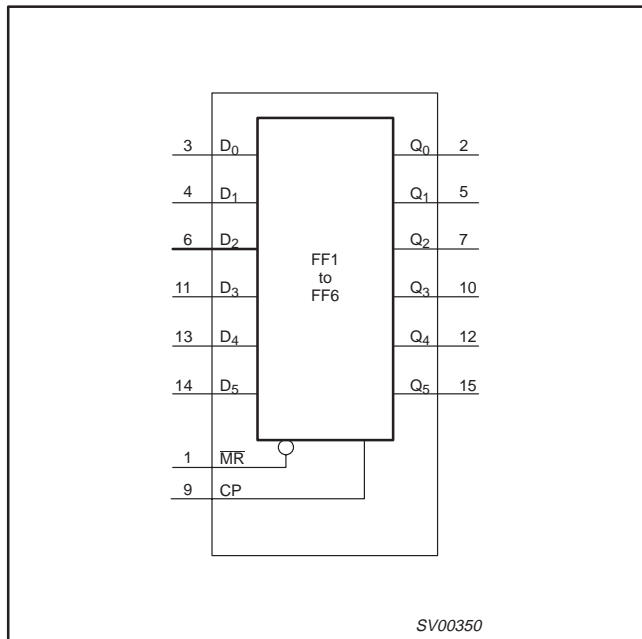 3 D0 Q0 2
4 D1 Q1 5
6 D2 Q2 7
FF1
to
FF6
11 D3 Q3 10
13 D4 Q4 12
14 D5 Q5 15
1 M̅R̅
9 CP
SV00350